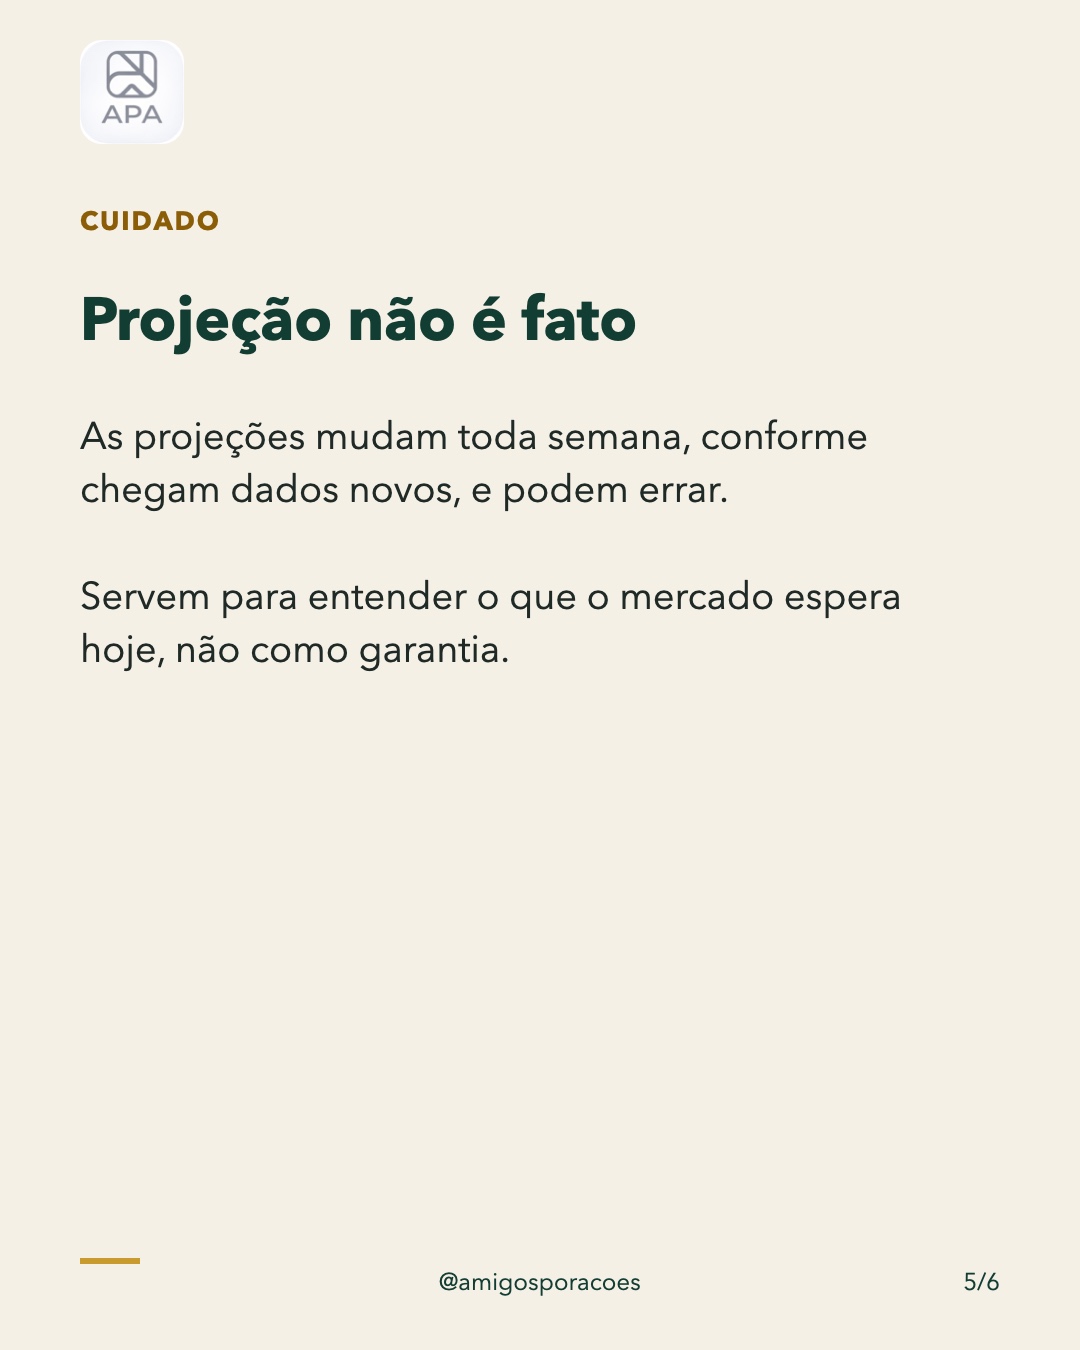 APA
CUIDADO
Projeção não é fato
As projeções mudam toda semana, conforme
chegam dados novos, e podem errar.
Servem para entender o que o mercado espera
hoje, não como garantia.
@amigosporacoes
5/6